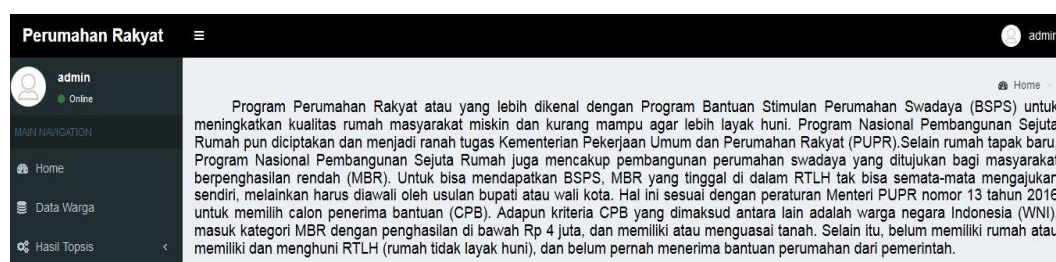 Perumahan Rakyat ≡ admin
admin
Online
MAIN NAVIGATION
Home
Data Warga
Hasil Topsis <
Home >
Program Perumahan Rakyat atau yang lebih dikenal dengan Program Bantuan Stimulan Perumahan Swadaya (BSPS) untuk
meningkatkan kualitas rumah masyarakat miskin dan kurang mampu agar lebih layak huni. Program Nasional Pembangunan Sejuta
Rumah pun diciptakan dan menjadi ranah tugas Kementerian Pekerjaan Umum dan Perumahan Rakyat (PUPR).Selain rumah tapak baru,
Program Nasional Pembangunan Sejuta Rumah juga mencakup pembangunan perumahan swadaya yang ditujukan bagi masyarakat
berpenghasilan rendah (MBR). Untuk bisa mendapatkan BSPS, MBR yang tinggal di dalam RTLH tak bisa semata-mata mengajukan
sendiri, melainkan harus diawali oleh usulan bupati atau wali kota. Hal ini sesuai dengan peraturan Menteri PUPR nomor 13 tahun 2016
untuk memilih calon penerima bantuan (CPB). Adapun kriteria CPB yang dimaksud antara lain adalah warga negara Indonesia (WNI),
masuk kategori MBR dengan penghasilan di bawah Rp 4 juta, dan memiliki atau menguasai tanah. Selain itu, belum memiliki rumah atau
memiliki dan menghuni RTLH (rumah tidak layak huni), dan belum pernah menerima bantuan perumahan dari pemerintah.